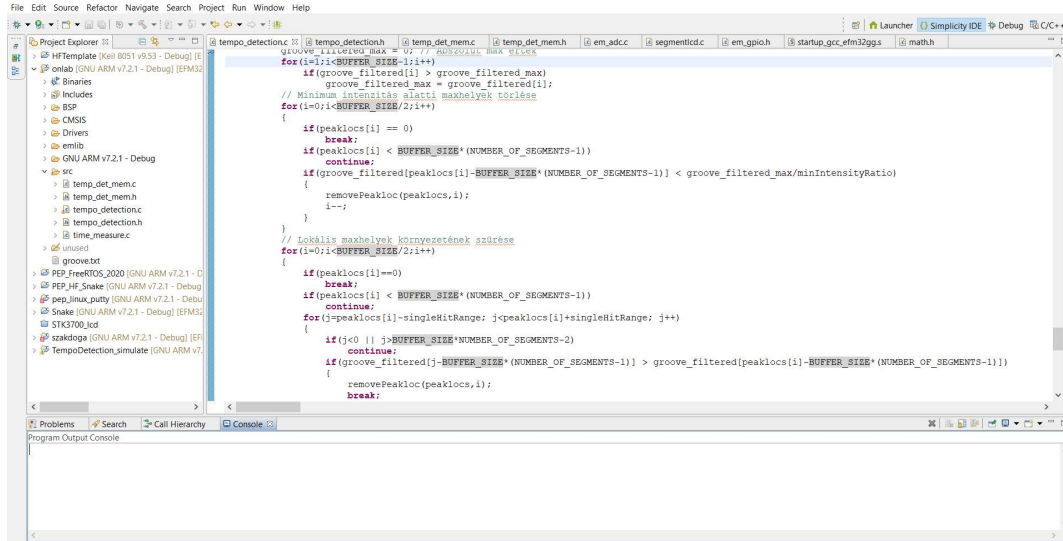 File Edit Source Refactor Navigate Search Project Run Window Help
Launcher Simplicity IDE Debug C/C++
Project Explorer
HFTemplate [Keil 8051 v9.53 - Debug] [E
onlab [GNU ARM v7.2.1 - Debug] [EFM32
Binaries
Includes
BSP
CMSIS
Drivers
emlib
GNU ARM v7.2.1 - Debug
src
temp_det_mem.c
temp_det_mem.h
tempo_detection.c
tempo_detection.h
time_measure.c
unused
groove.txt
PEP_FreeRTOS_2020 [GNU ARM v7.2.1 - D
PEP_HF_Snake [GNU ARM v7.2.1 - Debug
pep_linux_putty [GNU ARM v7.2.1 - Debu
Snake [GNU ARM v7.2.1 - Debug] [EFM32
STK3700_lcd
szakdoga [GNU ARM v7.2.1 - Debug] [EF
TempoDetection_simulate [GNU ARM v7.
tempo_detection.c tempo_detection.h temp_det_mem.c temp_det_mem.h em_adc.c segmentlcd.c em_gpio.h startup_gcc_efm32gg.s math.h
groove_filtered_max = 0; // Abszolút max érték
for(i=1;i<BUFFER_SIZE-1;i++)
if(groove_filtered[i] > groove_filtered_max)
groove_filtered_max = groove_filtered[i];
// Minimum intenzitás alatti maxhelyek törlése
for(i=0;i<BUFFER_SIZE/2;i++)
{
if(peaklocs[i] == 0)
break;
if(peaklocs[i] < BUFFER_SIZE*(NUMBER_OF_SEGMENTS-1))
continue;
if(groove_filtered[peaklocs[i]-BUFFER_SIZE*(NUMBER_OF_SEGMENTS-1)] < groove_filtered_max/minIntensityRatio)
{
removePeakloc(peaklocs,i);
i--;
}
}
// Lokális maxhelyek környezetének szűrése
for(i=0;i<BUFFER_SIZE/2;i++)
{
if(peaklocs[i]==0)
break;
if(peaklocs[i] < BUFFER_SIZE*(NUMBER_OF_SEGMENTS-1))
continue;
for(j=peaklocs[i]-singleHitRange; j<peaklocs[i]+singleHitRange; j++)
{
if(j<0 || j>BUFFER_SIZE*NUMBER_OF_SEGMENTS-2)
continue;
if(groove_filtered[j-BUFFER_SIZE*(NUMBER_OF_SEGMENTS-1)] > groove_filtered[peaklocs[i]-BUFFER_SIZE*(NUMBER_OF_SEGMENTS-1)])
{
removePeakloc(peaklocs,i);
break;
Problems Search Call Hierarchy Console
Program Output Console